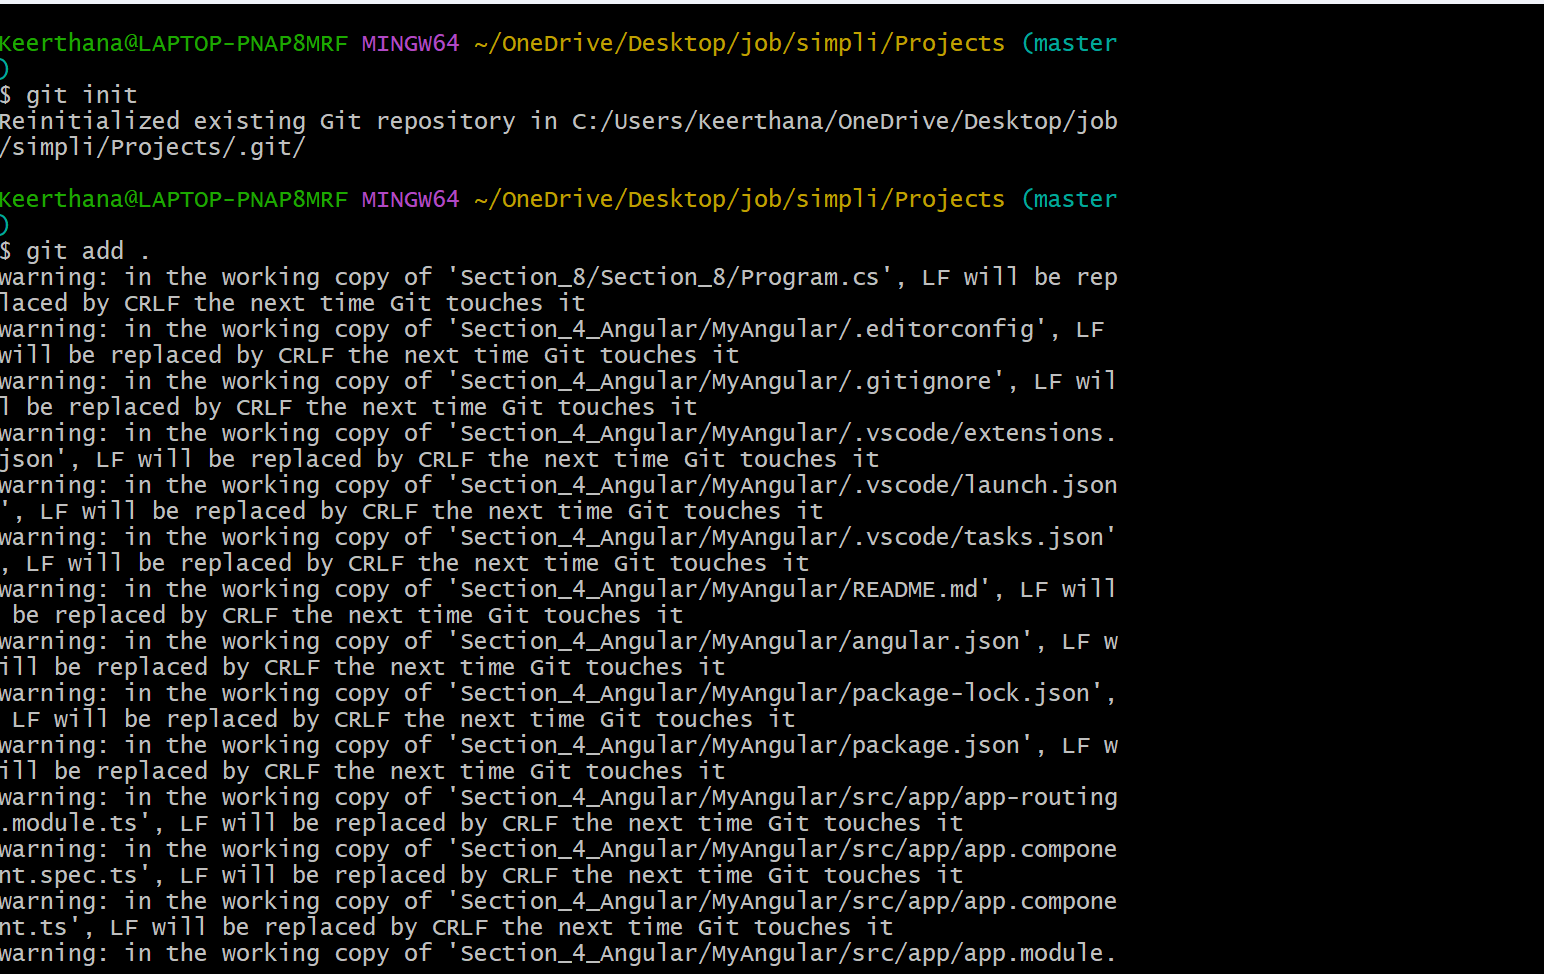 Keerthana@LAPTOP-PNAP8MRF MINGW64 ~/OneDrive/Desktop/job/simpli/Projects (master
)
$ git init
Reinitialized existing Git repository in C:/Users/Keerthana/OneDrive/Desktop/job
/simpli/Projects/.git/
Keerthana@LAPTOP-PNAP8MRF MINGW64 ~/OneDrive/Desktop/job/simpli/Projects (master
)
$ git add .
warning: in the working copy of 'Section_8/Section_8/Program.cs', LF will be rep
laced by CRLF the next time Git touches it
warning: in the working copy of 'Section_4_Angular/MyAngular/.editorconfig', LF
will be replaced by CRLF the next time Git touches it
warning: in the working copy of 'Section_4_Angular/MyAngular/.gitignore', LF wil
l be replaced by CRLF the next time Git touches it
warning: in the working copy of 'Section_4_Angular/MyAngular/.vscode/extensions.
json', LF will be replaced by CRLF the next time Git touches it
warning: in the working copy of 'Section_4_Angular/MyAngular/.vscode/launch.json
', LF will be replaced by CRLF the next time Git touches it
warning: in the working copy of 'Section_4_Angular/MyAngular/.vscode/tasks.json'
, LF will be replaced by CRLF the next time Git touches it
warning: in the working copy of 'Section_4_Angular/MyAngular/README.md', LF will
 be replaced by CRLF the next time Git touches it
warning: in the working copy of 'Section_4_Angular/MyAngular/angular.json', LF w
ill be replaced by CRLF the next time Git touches it
warning: in the working copy of 'Section_4_Angular/MyAngular/package-lock.json',
 LF will be replaced by CRLF the next time Git touches it
warning: in the working copy of 'Section_4_Angular/MyAngular/package.json', LF w
ill be replaced by CRLF the next time Git touches it
warning: in the working copy of 'Section_4_Angular/MyAngular/src/app/app-routing
.module.ts', LF will be replaced by CRLF the next time Git touches it
warning: in the working copy of 'Section_4_Angular/MyAngular/src/app/app.compone
nt.spec.ts', LF will be replaced by CRLF the next time Git touches it
warning: in the working copy of 'Section_4_Angular/MyAngular/src/app/app.compone
nt.ts', LF will be replaced by CRLF the next time Git touches it
warning: in the working copy of 'Section_4_Angular/MyAngular/src/app/app.module.